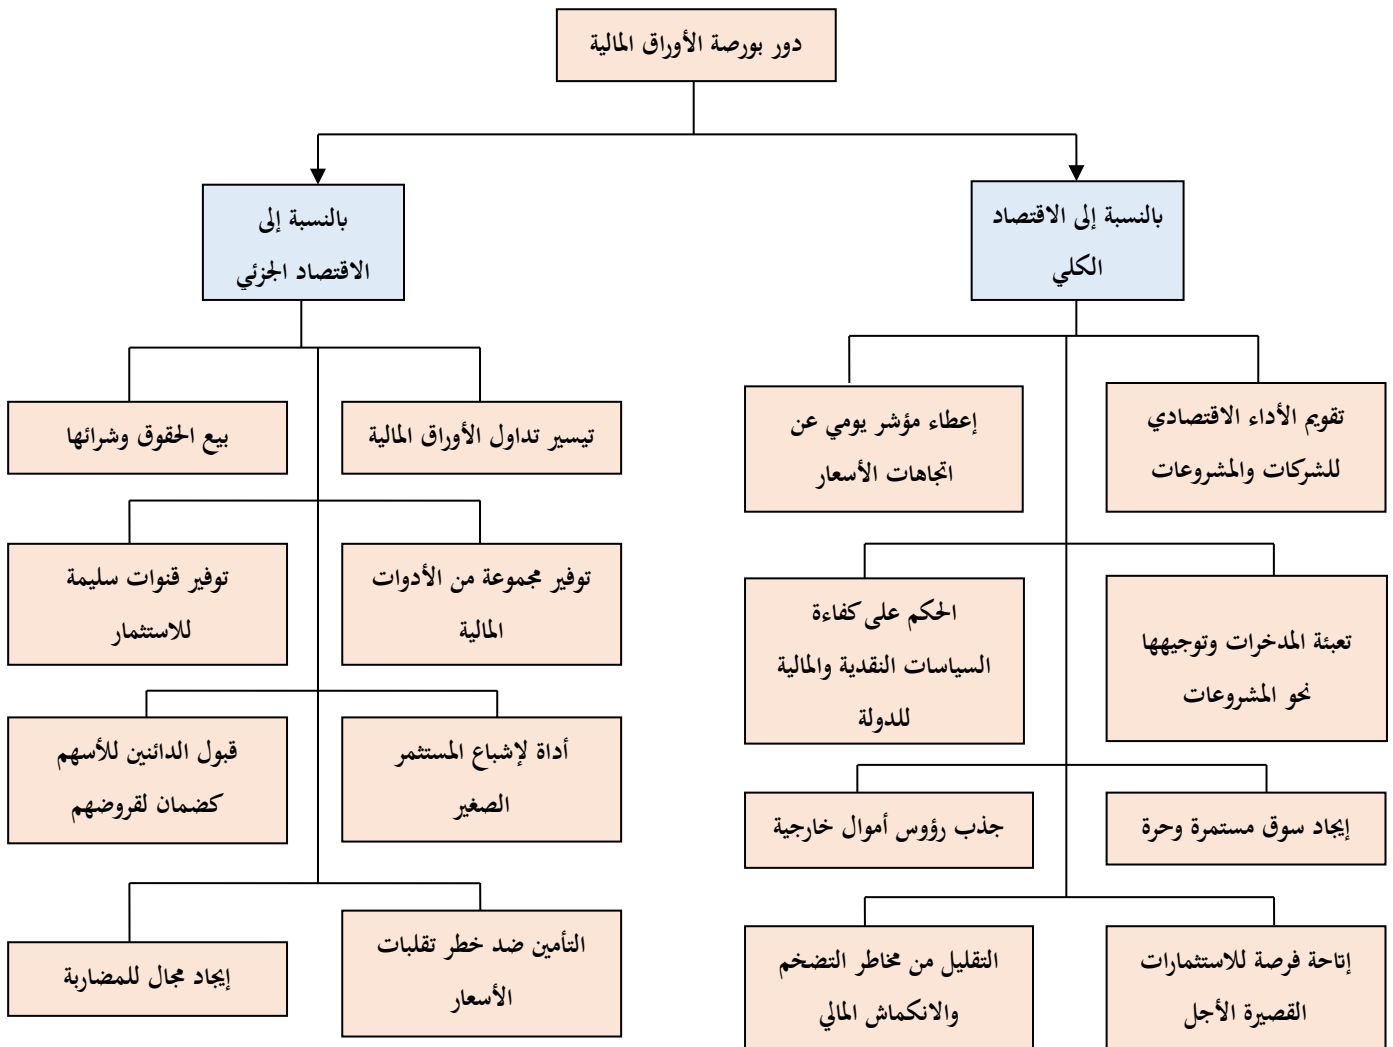 دور بورصة الأوراق المالية
بالنسبة إلى الاقتصاد
الكلي
بالنسبة إلى
الاقتصاد الجزئي
تقويم الأداء الاقتصادي
للشركات والمشروعات
إعطاء مؤشر يومي عن
اتجاهات الأسعار
تعبئة المدخرات وتوجيهها
نحو المشروعات
الحكم على كفاءة
السياسات النقدية والمالية
للدولة
إيجاد سوق مستمرة وحرة
جذب رؤوس أموال خارجية
إتاحة فرصة للاستثمارات
القصيرة الأجل
التقليل من مخاطر التضخم
والانكماش المالي
تيسير تداول الأوراق المالية
بيع الحقوق وشرائها
توفير مجموعة من الأدوات
المالية
توفير قنوات سليمة
للاستثمار
أداة لإشباع المستثمر
الصغير
قبول الدائنين للأسهم
كضمان لقروضهم
التأمين ضد خطر تقلبات
الأسعار
إيجاد مجال للمضاربة